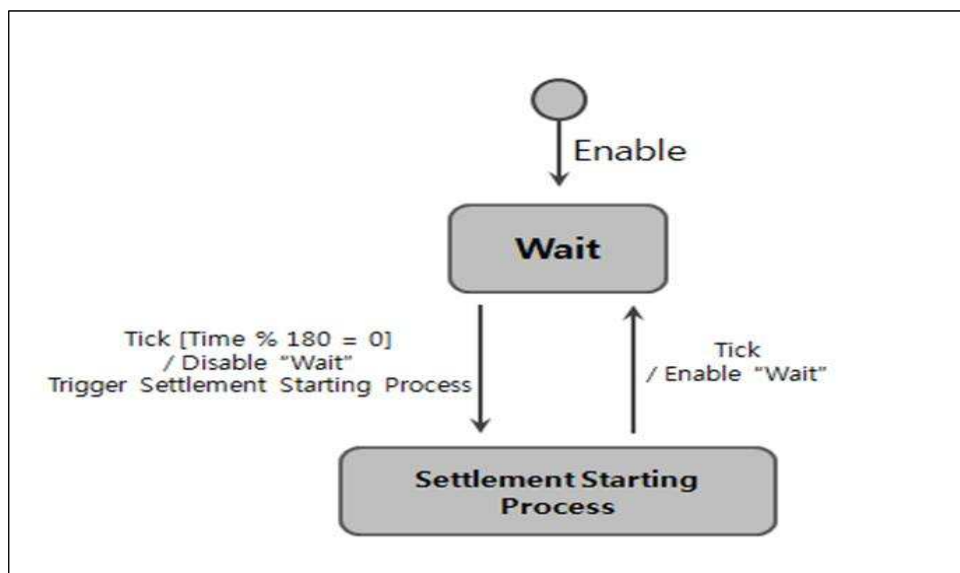 Enable
Wait
Tick [Time % 180 = 0]
/ Disable “Wait”
Trigger Settlement Starting Process
Tick
/ Enable “Wait”
Settlement Starting
Process